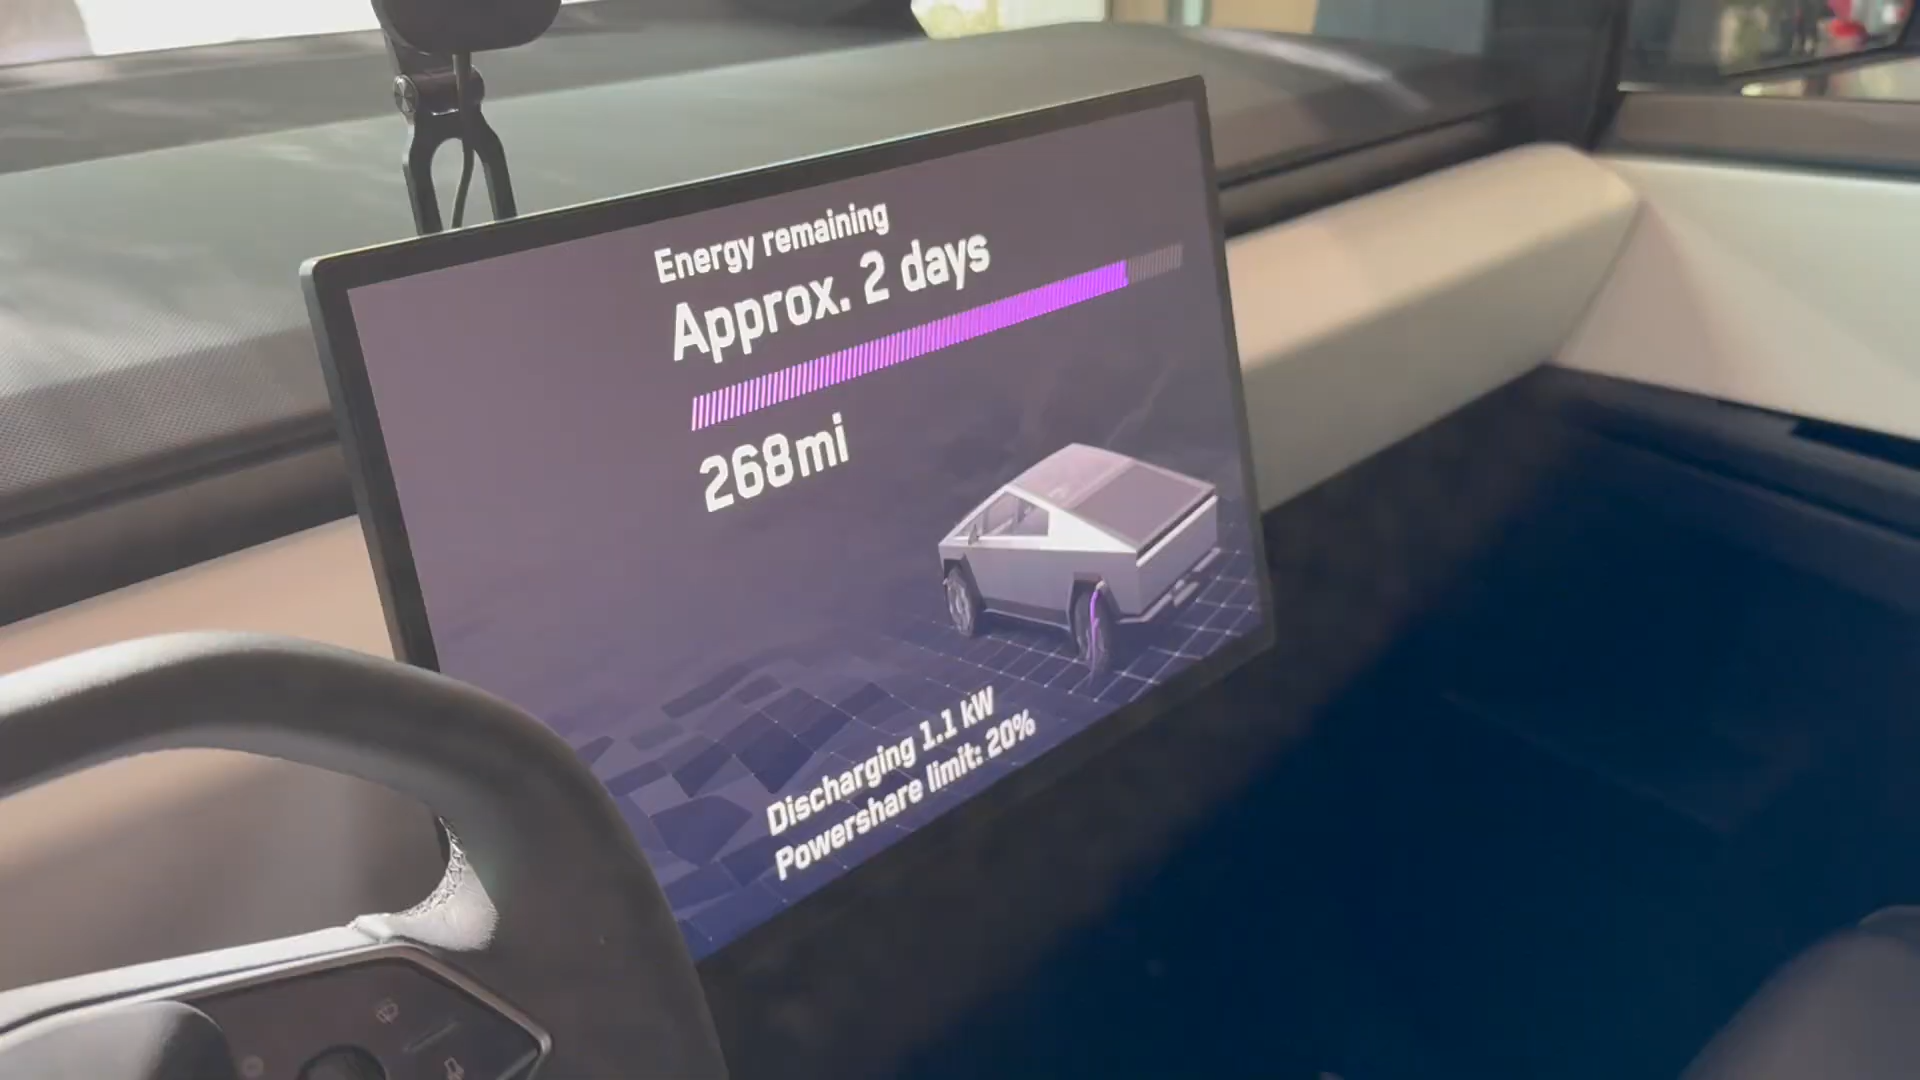 Energy remaining
Approx. 2 days
268mi
Discharging 1.1 kW
Powershare limit: 20%